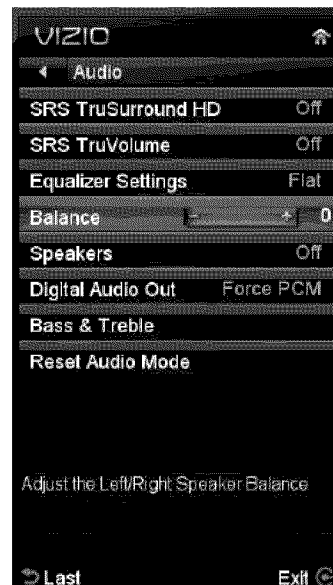 VIZIO
Audio
SRS TruSurround HD Off
SRS TruVolume Off
Equalizer Settings Flat
Balance - + 0
Speakers Off
Digital Audio Out Force PCM
Bass & Treble
Reset Audio Mode
Adjust the Left/Right Speaker Balance
Last Exit